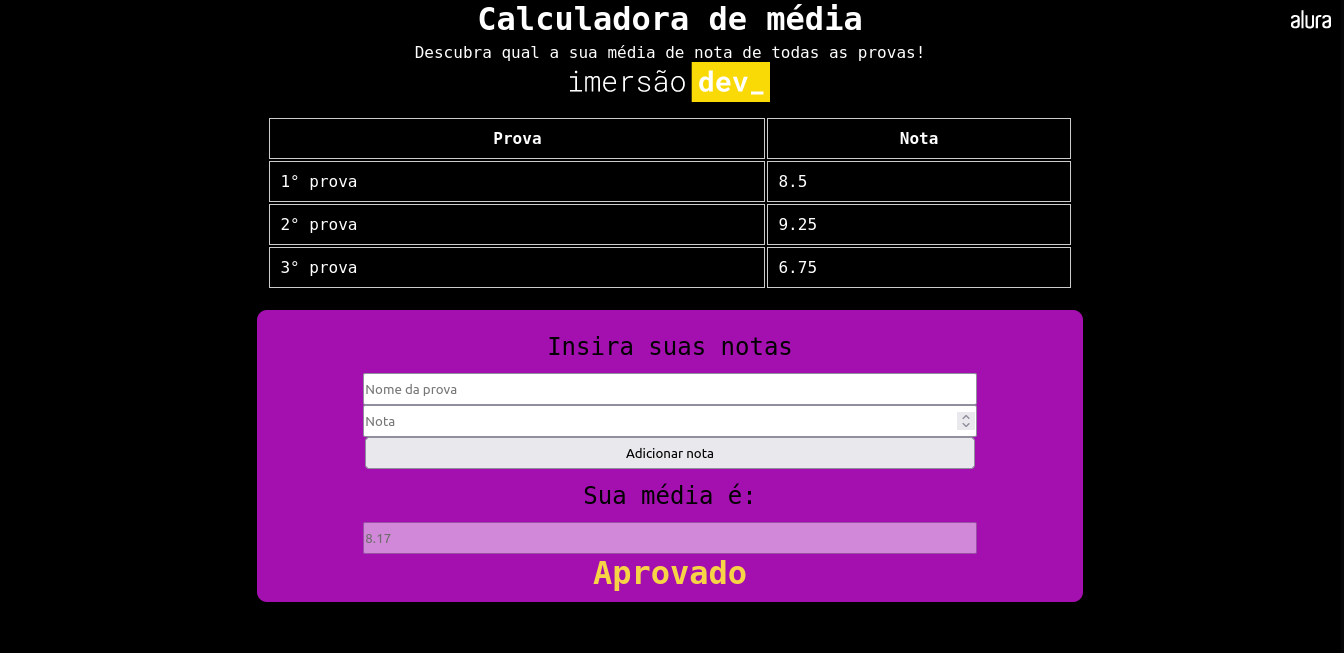 Calculadora de média
alura
Descubra qual a sua média de nota de todas as provas!
imersão dev_
Prova Nota
1° prova 8.5
2° prova 9.25
3° prova 6.75
Insira suas notas
Nome da prova
Nota
Adicionar nota
Sua média é:
8.17
Aprovado